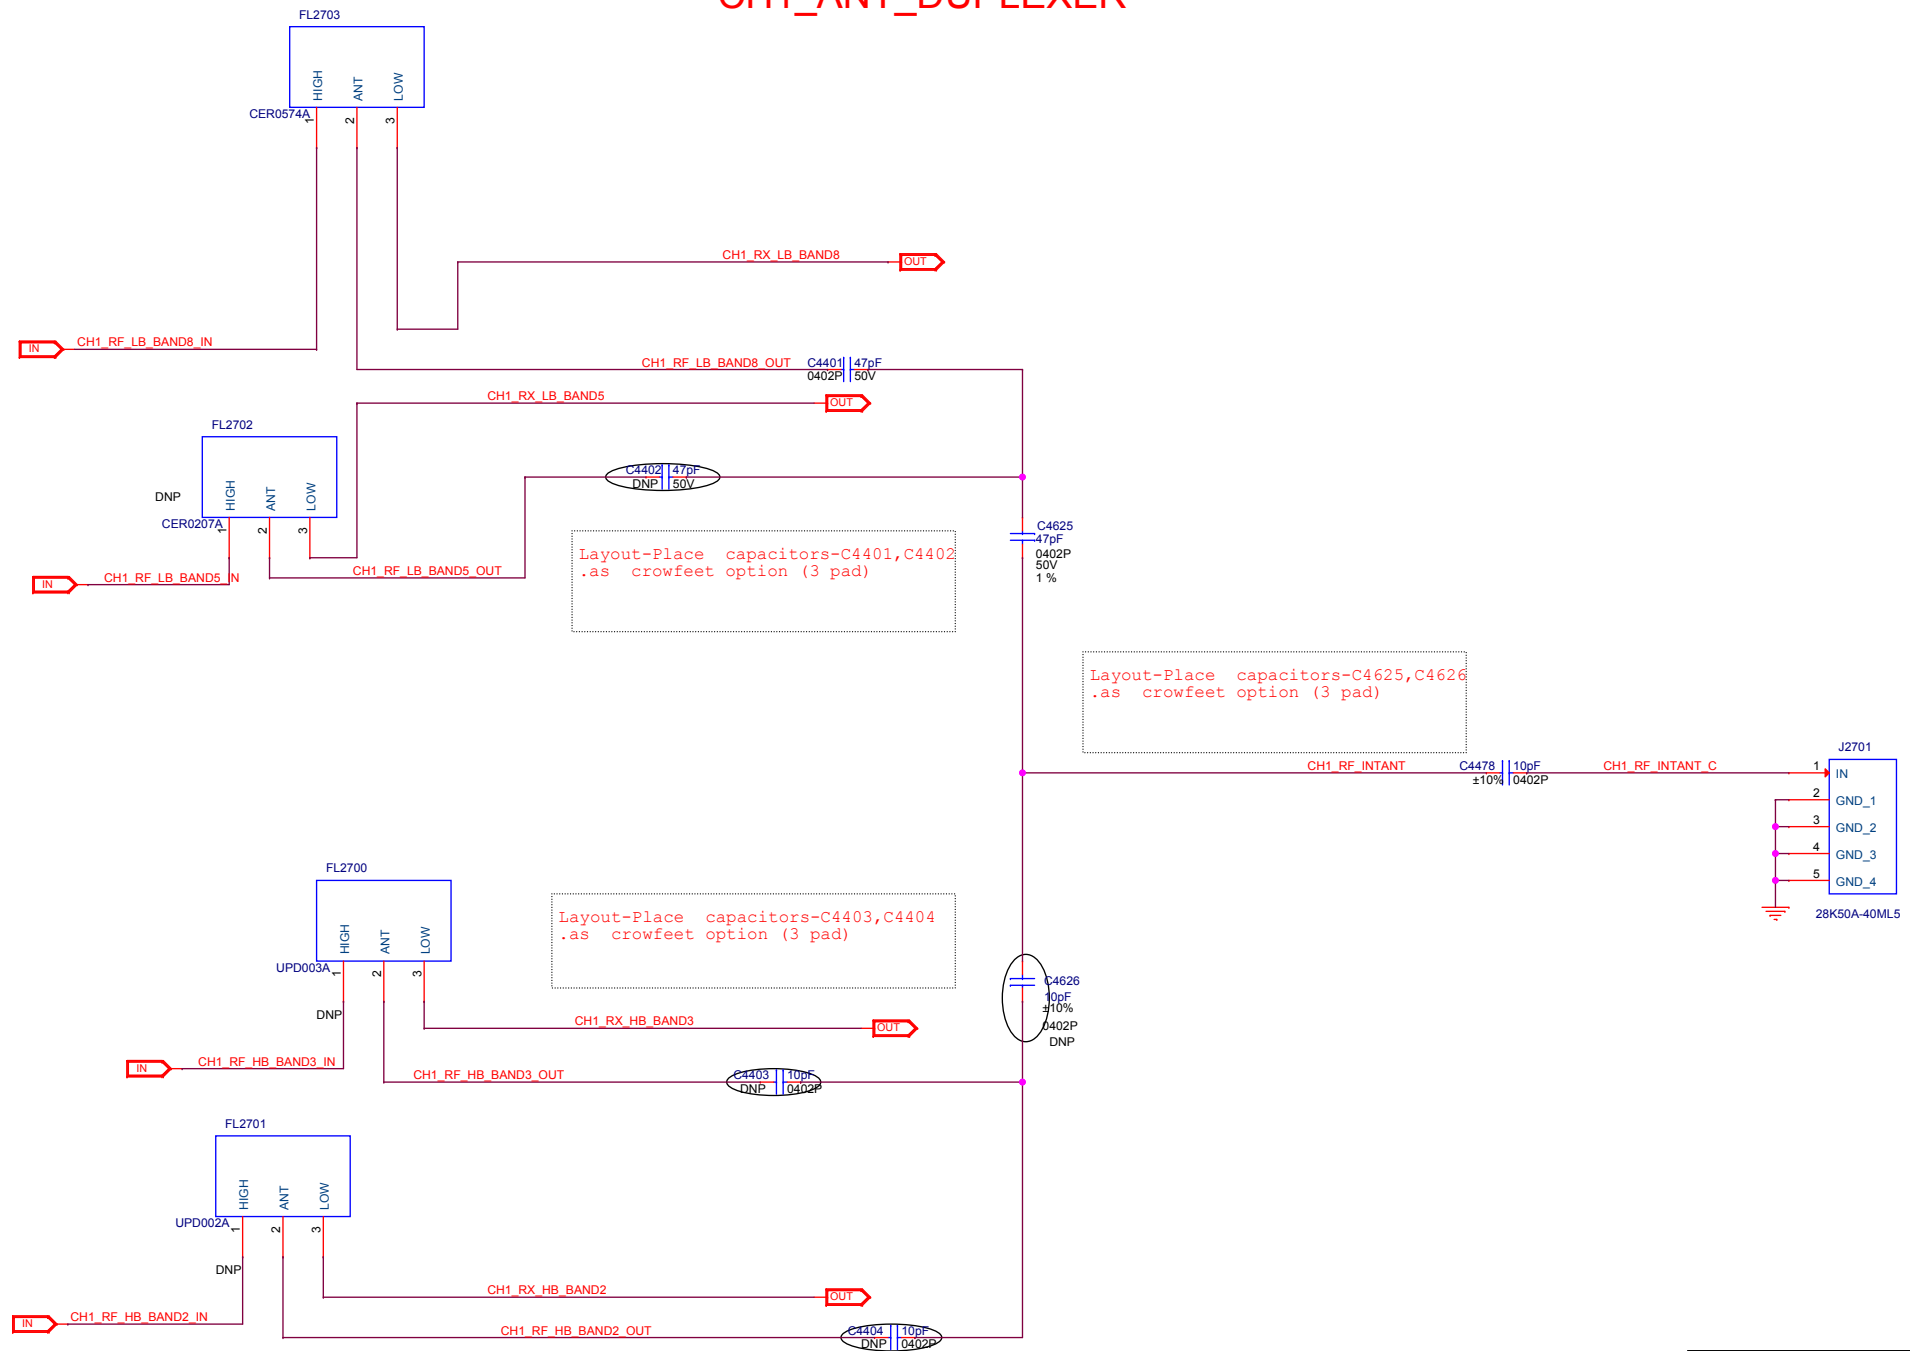 CH1_ANT_DUPLEXER
FL2703
HIGH
ANT
LOW
CER0574A
1
2
3
CH1_RX_LB_BAND8
OUT
IN
CH1_RF_LB_BAND8_IN
CH1_RF_LB_BAND8_OUT
C4401
47pF
0402P
50V
CH1_RX_LB_BAND5
OUT
FL2702
HIGH
ANT
LOW
DNP
CER0207A
1
2
3
C4402
47pF
DNP
50V
IN
CH1_RF_LB_BAND5_IN
CH1_RF_LB_BAND5_OUT
Layout-Place capacitors-C4401,C4402
.as crowfeet option (3 pad)
C4625
47pF
0402P
50V
1 %
Layout-Place capacitors-C4625,C4626
.as crowfeet option (3 pad)
CH1_RF_INTANT
C4478
10pF
±10%
0402P
CH1_RF_INTANT_C
J2701
1
IN
2
GND_1
3
GND_2
4
GND_3
5
GND_4
28K50A-40ML5
FL2700
HIGH
ANT
LOW
UPD003A
1
2
3
DNP
Layout-Place capacitors-C4403,C4404
.as crowfeet option (3 pad)
C4626
10pF
±10%
0402P
DNP
CH1_RX_HB_BAND3
OUT
IN
CH1_RF_HB_BAND3_IN
CH1_RF_HB_BAND3_OUT
C4403
10pF
DNP
0402P
FL2701
HIGH
ANT
LOW
UPD002A
1
2
3
DNP
CH1_RX_HB_BAND2
OUT
IN
CH1_RF_HB_BAND2_IN
CH1_RF_HB_BAND2_OUT
C4404
10pF
DNP
0402P